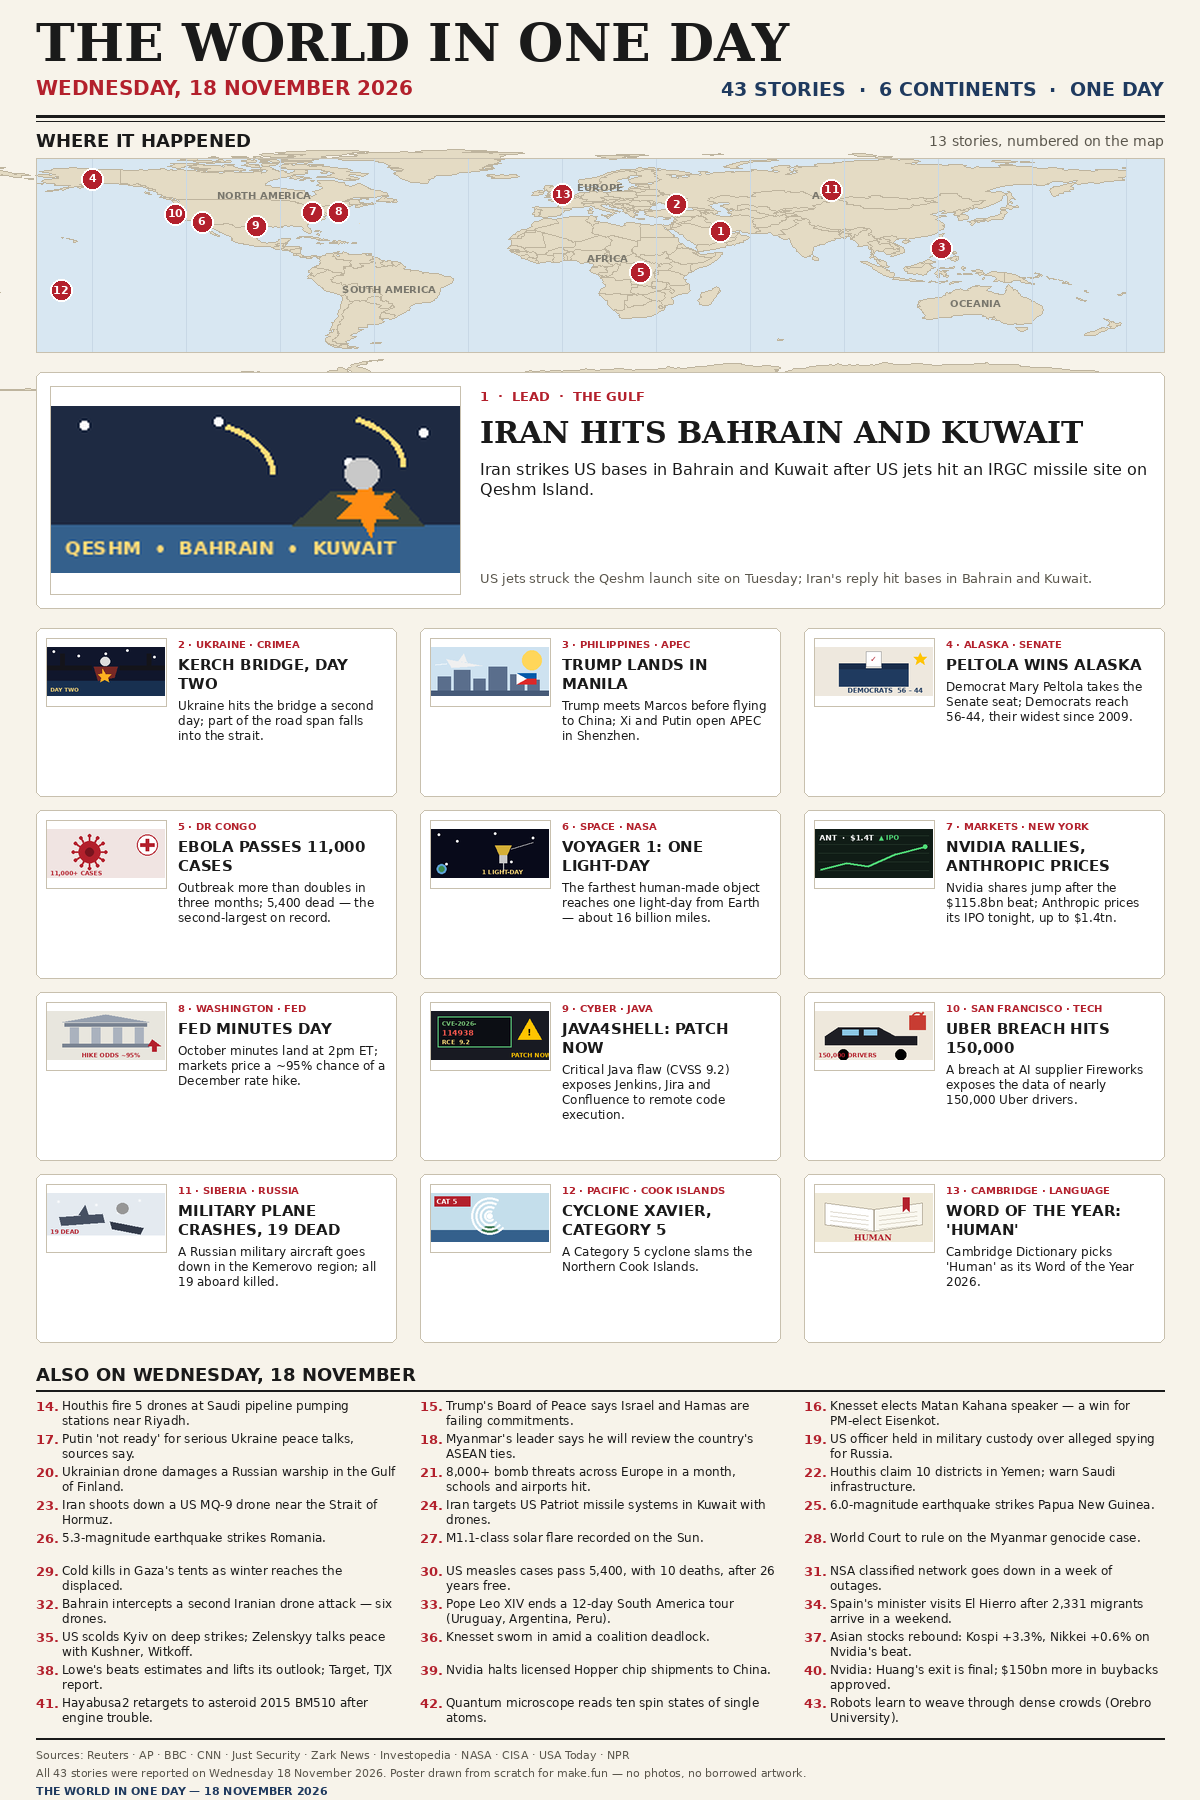 THE WORLD IN ONE DAY
WEDNESDAY, 18 NOVEMBER 2026
43 STORIES · 6 CONTINENTS · ONE DAY
WHERE IT HAPPENED
13 stories, numbered on the map
NORTH AMERICA
SOUTH AMERICA
EUROPE
AFRICA
OCEANIA
4
10
6
9
7
8
12
13
2
1
5
11
3
QESHM • BAHRAIN • KUWAIT
1 · LEAD · THE GULF
IRAN HITS BAHRAIN AND KUWAIT
Iran strikes US bases in Bahrain and Kuwait after US jets hit an IRGC missile site on
Qeshm Island.
US jets struck the Qeshm launch site on Tuesday; Iran's reply hit bases in Bahrain and Kuwait.
DAY TWO
2 · UKRAINE · CRIMEA
KERCH BRIDGE, DAY
TWO
Ukraine hits the bridge a second
day; part of the road span falls
into the strait.
3 · PHILIPPINES · APEC
TRUMP LANDS IN
MANILA
Trump meets Marcos before flying
to China; Xi and Putin open APEC
in Shenzhen.
DEMOCRATS 56 - 44
4 · ALASKA · SENATE
PELTOLA WINS ALASKA
Democrat Mary Peltola takes the
Senate seat; Democrats reach
56-44, their widest since 2009.
11,000+ CASES
5 · DR CONGO
EBOLA PASSES 11,000
CASES
Outbreak more than doubles in
three months; 5,400 dead — the
second-largest on record.
1 LIGHT-DAY
6 · SPACE · NASA
VOYAGER 1: ONE
LIGHT-DAY
The farthest human-made object
reaches one light-day from Earth
— about 16 billion miles.
ANT · $1.4T ▲ IPO
7 · MARKETS · NEW YORK
NVIDIA RALLIES,
ANTHROPIC PRICES
Nvidia shares jump after the
$115.8bn beat; Anthropic prices
its IPO tonight, up to $1.4tn.
HIKE ODDS ~95%
8 · WASHINGTON · FED
FED MINUTES DAY
October minutes land at 2pm ET;
markets price a ~95% chance of a
December rate hike.
CVE-2026-
114938
RCE 9.2
!
PATCH NOW
9 · CYBER · JAVA
JAVA4SHELL: PATCH
NOW
Critical Java flaw (CVSS 9.2)
exposes Jenkins, Jira and
Confluence to remote code
execution.
150,000 DRIVERS
10 · SAN FRANCISCO · TECH
UBER BREACH HITS
150,000
A breach at AI supplier Fireworks
exposes the data of nearly
150,000 Uber drivers.
19 DEAD
11 · SIBERIA · RUSSIA
MILITARY PLANE
CRASHES, 19 DEAD
A Russian military aircraft goes
down in the Kemerovo region; all
19 aboard killed.
CAT 5
12 · PACIFIC · COOK ISLANDS
CYCLONE XAVIER,
CATEGORY 5
A Category 5 cyclone slams the
Northern Cook Islands.
HUMAN
13 · CAMBRIDGE · LANGUAGE
WORD OF THE YEAR:
'HUMAN'
Cambridge Dictionary picks
'Human' as its Word of the Year
2026.
ALSO ON WEDNESDAY, 18 NOVEMBER
14. Houthis fire 5 drones at Saudi pipeline pumping
stations near Riyadh.
15. Trump's Board of Peace says Israel and Hamas are
failing commitments.
16. Knesset elects Matan Kahana speaker — a win for
PM-elect Eisenkot.
17. Putin 'not ready' for serious Ukraine peace talks,
sources say.
18. Myanmar's leader says he will review the country's
ASEAN ties.
19. US officer held in military custody over alleged spying
for Russia.
20. Ukrainian drone damages a Russian warship in the Gulf
of Finland.
21. 8,000+ bomb threats across Europe in a month,
schools and airports hit.
22. Houthis claim 10 districts in Yemen; warn Saudi
infrastructure.
23. Iran shoots down a US MQ-9 drone near the Strait of
Hormuz.
24. Iran targets US Patriot missile systems in Kuwait with
drones.
25. 6.0-magnitude earthquake strikes Papua New Guinea.
26. 5.3-magnitude earthquake strikes Romania.
27. M1.1-class solar flare recorded on the Sun.
28. World Court to rule on the Myanmar genocide case.
29. Cold kills in Gaza's tents as winter reaches the
displaced.
30. US measles cases pass 5,400, with 10 deaths, after 26
years free.
31. NSA classified network goes down in a week of
outages.
32. Bahrain intercepts a second Iranian drone attack — six
drones.
33. Pope Leo XIV ends a 12-day South America tour
(Uruguay, Argentina, Peru).
34. Spain's minister visits El Hierro after 2,331 migrants
arrive in a weekend.
35. US scolds Kyiv on deep strikes; Zelenskyy talks peace
with Kushner, Witkoff.
36. Knesset sworn in amid a coalition deadlock.
37. Asian stocks rebound: Kospi +3.3%, Nikkei +0.6% on
Nvidia's beat.
38. Lowe's beats estimates and lifts its outlook; Target, TJX
report.
39. Nvidia halts licensed Hopper chip shipments to China.
40. Nvidia: Huang's exit is final; $150bn more in buybacks
approved.
41. Hayabusa2 retargets to asteroid 2015 BM510 after
engine trouble.
42. Quantum microscope reads ten spin states of single
atoms.
43. Robots learn to weave through dense crowds (Orebro
University).
Sources: Reuters · AP · BBC · CNN · Just Security · Zark News · Investopedia · NASA · CISA · USA Today · NPR
All 43 stories were reported on Wednesday 18 November 2026. Poster drawn from scratch for make.fun — no photos, no borrowed artwork.
THE WORLD IN ONE DAY — 18 NOVEMBER 2026